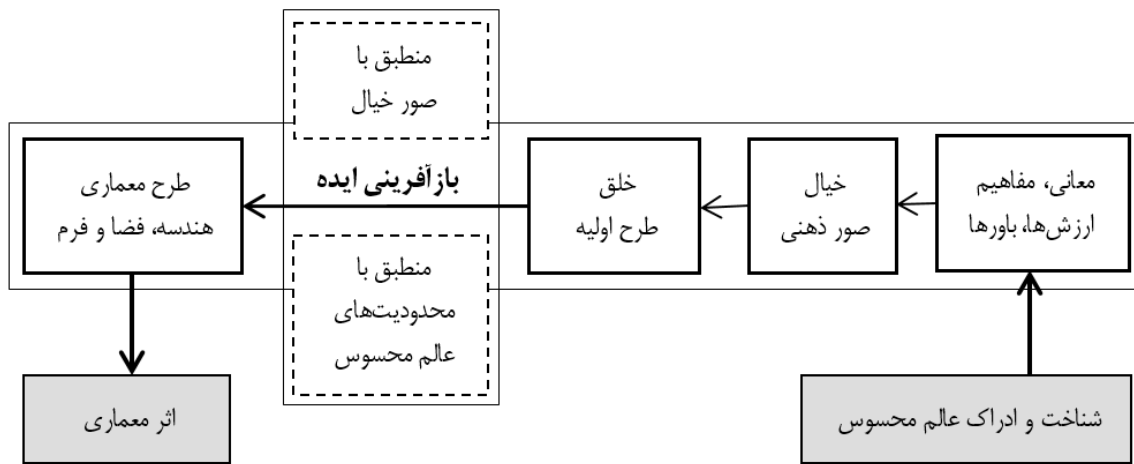 منطبق با
صور خیال
معانی، مفاهیم
ارزش‌ها، باورها
خیال
صور ذهنی
خلق
طرح اولیه
بازآفرینی ایده
طرح معماری
هندسه، فضا و فرم
منطبق با
محدودیت‌های
عالم محسوس
شناخت و ادراک عالم محسوس
اثر معماری